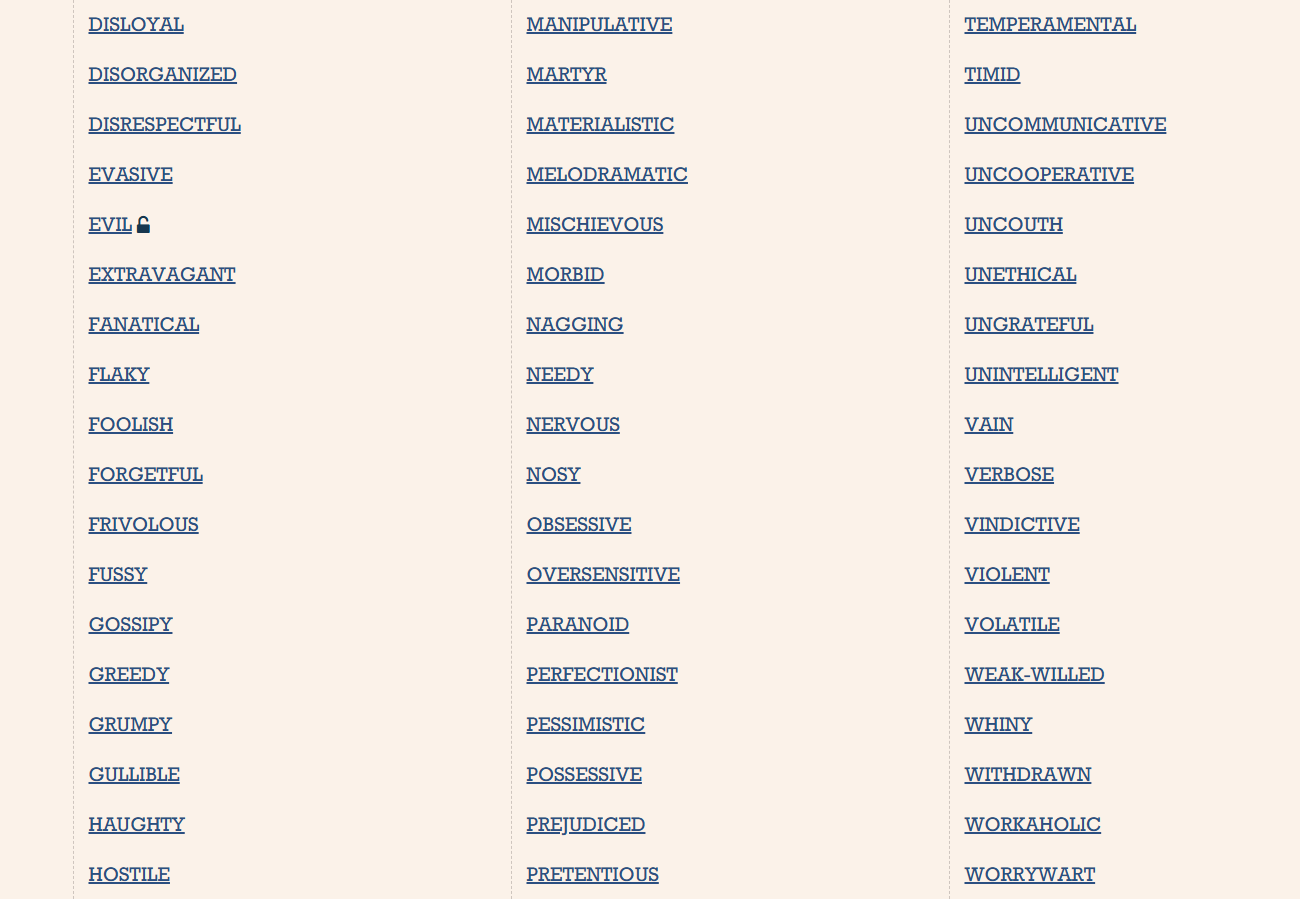 DISLOYAL
DISORGANIZED
DISRESPECTFUL
EVASIVE
EVIL
EXTRAVAGANT
FANATICAL
FLAKY
FOOLISH
FORGETFUL
FRIVOLOUS
FUSSY
GOSSIPY
GREEDY
GRUMPY
GULLIBLE
HAUGHTY
HOSTILE
MANIPULATIVE
MARTYR
MATERIALISTIC
MELODRAMATIC
MISCHIEVOUS
MORBID
NAGGING
NEEDY
NERVOUS
NOSY
OBSESSIVE
OVERSENSITIVE
PARANOID
PERFECTIONIST
PESSIMISTIC
POSSESSIVE
PREJUDICED
PRETENTIOUS
TEMPERAMENTAL
TIMID
UNCOMMUNICATIVE
UNCOOPERATIVE
UNCOUTH
UNETHICAL
UNGRATEFUL
UNINTELLIGENT
VAIN
VERBOSE
VINDICTIVE
VIOLENT
VOLATILE
WEAK-WILLED
WHINY
WITHDRAWN
WORKAHOLIC
WORRYWART